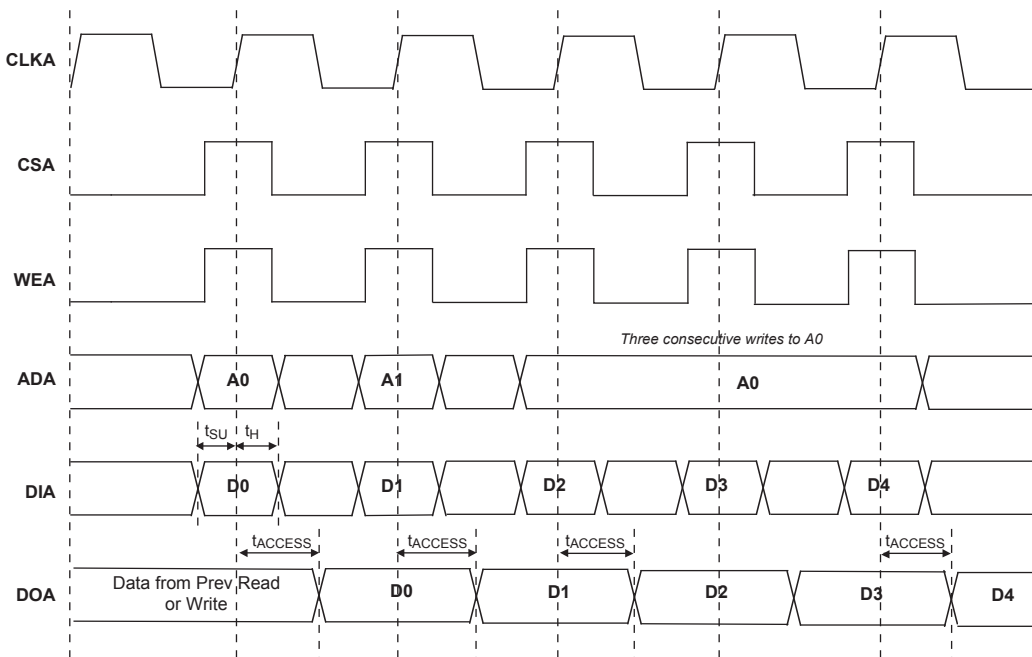 CLKA
CSA
WEA
Three consecutive writes to A0
ADA
A0
A1
A0
tSU
tH
DIA
D0
D1
D2
D3
D4
tACCESS
tACCESS
tACCESS
tACCESS
DOA
Data from Prev Read
or Write
D0
D1
D2
D3
D4